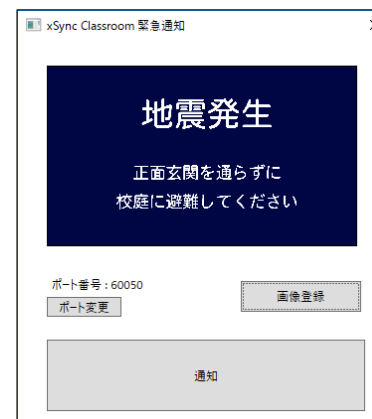 xSync Classroom 緊急通知
地震発生
正面玄関を通らずに
校庭に避難してください
ポート番号 : 60050
画像登録
ポート変更
通知